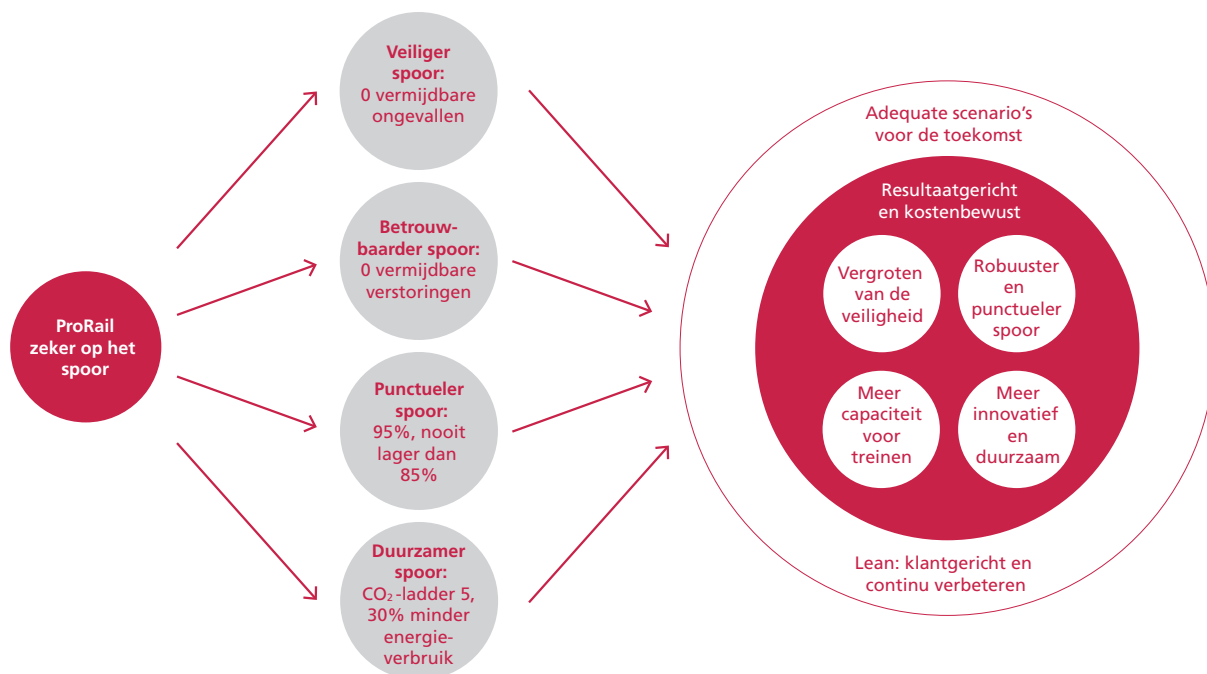 ProRail
zeker op het
spoor
Veiliger
spoor:
0 vermijdbare
ongevallen
Betrouw-
baarder spoor:
0 vermijdbare
verstoringen
Punctueler
spoor:
95%, nooit
lager dan
85%
Duurzamer
spoor:
CO₂-ladder 5,
30% minder
energie-
verbruik
Adequate scenario's
voor de toekomst
Resultaatgericht
en kostenbewust
Vergroten
van de
veiligheid
Robuuster
en
punctueler
spoor
Meer
capaciteit
voor
treinen
Meer
innovatief
en
duurzaam
Lean: klantgericht en
continu verbeteren